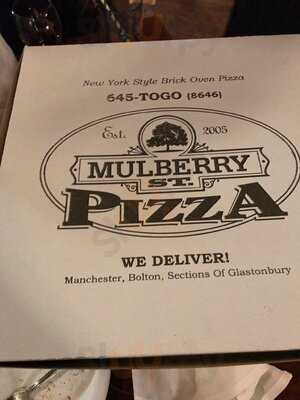 New York Style Brick Oven Pizza
645-TOGO (8646)
Est. 2005
MULBERRY
ST.
PIZZA
WE DELIVER!
Manchester, Bolton, Sections Of Glastonbury